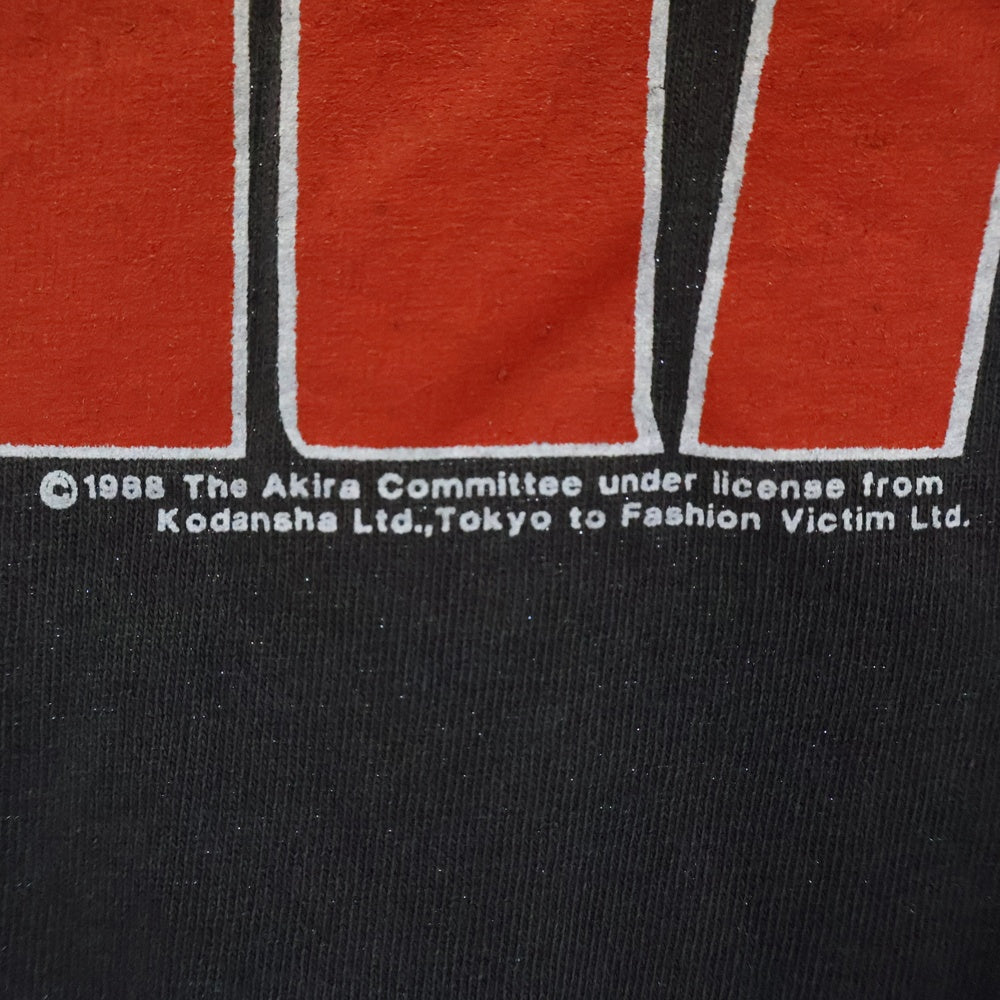 ©1988 The Akira Committee under license from
Kodansha Ltd.,Tokyo to Fashion Victim Ltd.